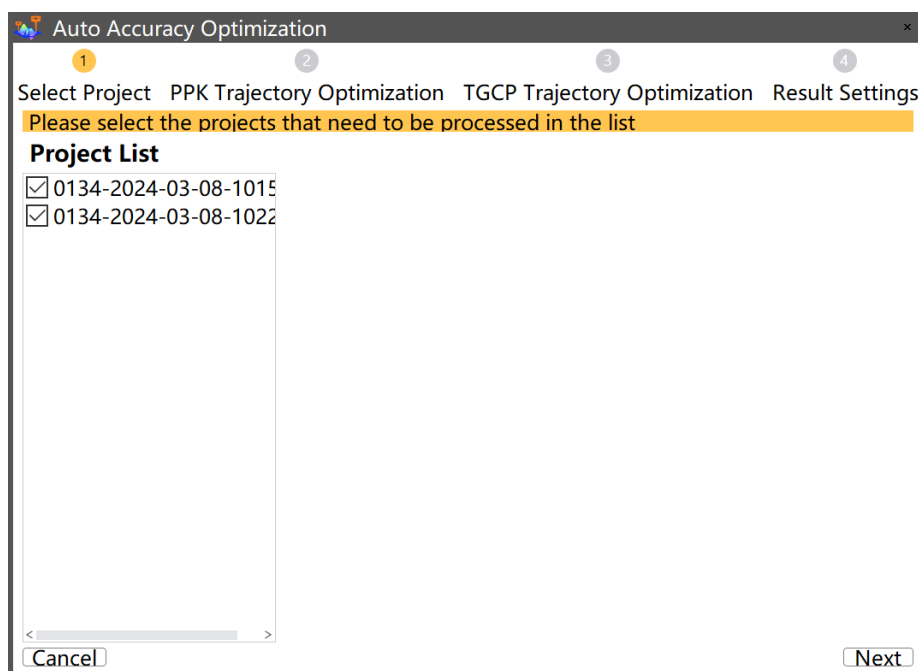 Auto Accuracy Optimization
×
1 2 3 4
Select Project PPK Trajectory Optimization TGCP Trajectory Optimization Result Settings
Please select the projects that need to be processed in the list
Project List
0134-2024-03-08-1015
0134-2024-03-08-1022
Cancel Next